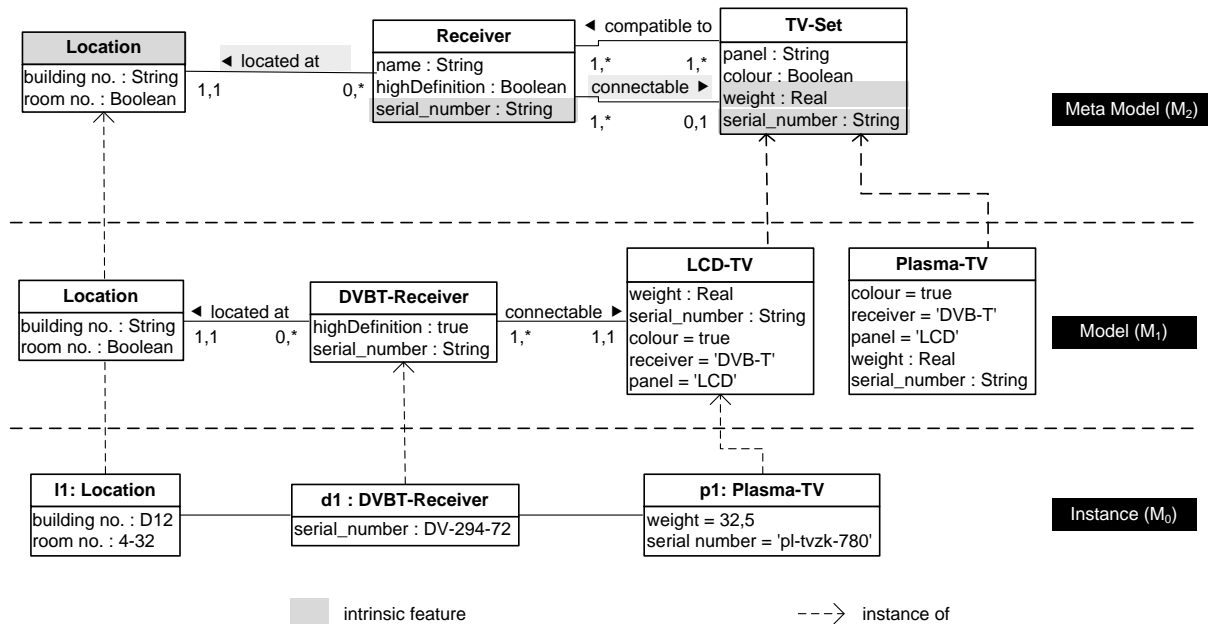 Location
building no. : String
room no. : Boolean
◄ located at
1,1
0,*
Receiver
name : String
highDefinition : Boolean
serial_number : String
◄ compatible to
1,*
1,*
connectable ►
1,*
0,1
TV-Set
panel : String
colour : Boolean
weight : Real
serial_number : String
Meta Model (M2)
Location
building no. : String
room no. : Boolean
◄ located at
1,1
0,*
DVBT-Receiver
highDefinition : true
serial_number : String
connectable ►
1,*
1,1
LCD-TV
weight : Real
serial_number : String
colour = true
receiver = 'DVB-T'
panel = 'LCD'
Plasma-TV
colour = true
receiver = 'DVB-T'
panel = 'LCD'
weight : Real
serial_number : String
Model (M1)
l1: Location
building no. : D12
room no. : 4-32
d1 : DVBT-Receiver
serial_number : DV-294-72
p1: Plasma-TV
weight = 32,5
serial number = 'pl-tvzk-780'
Instance (M0)
intrinsic feature
instance of